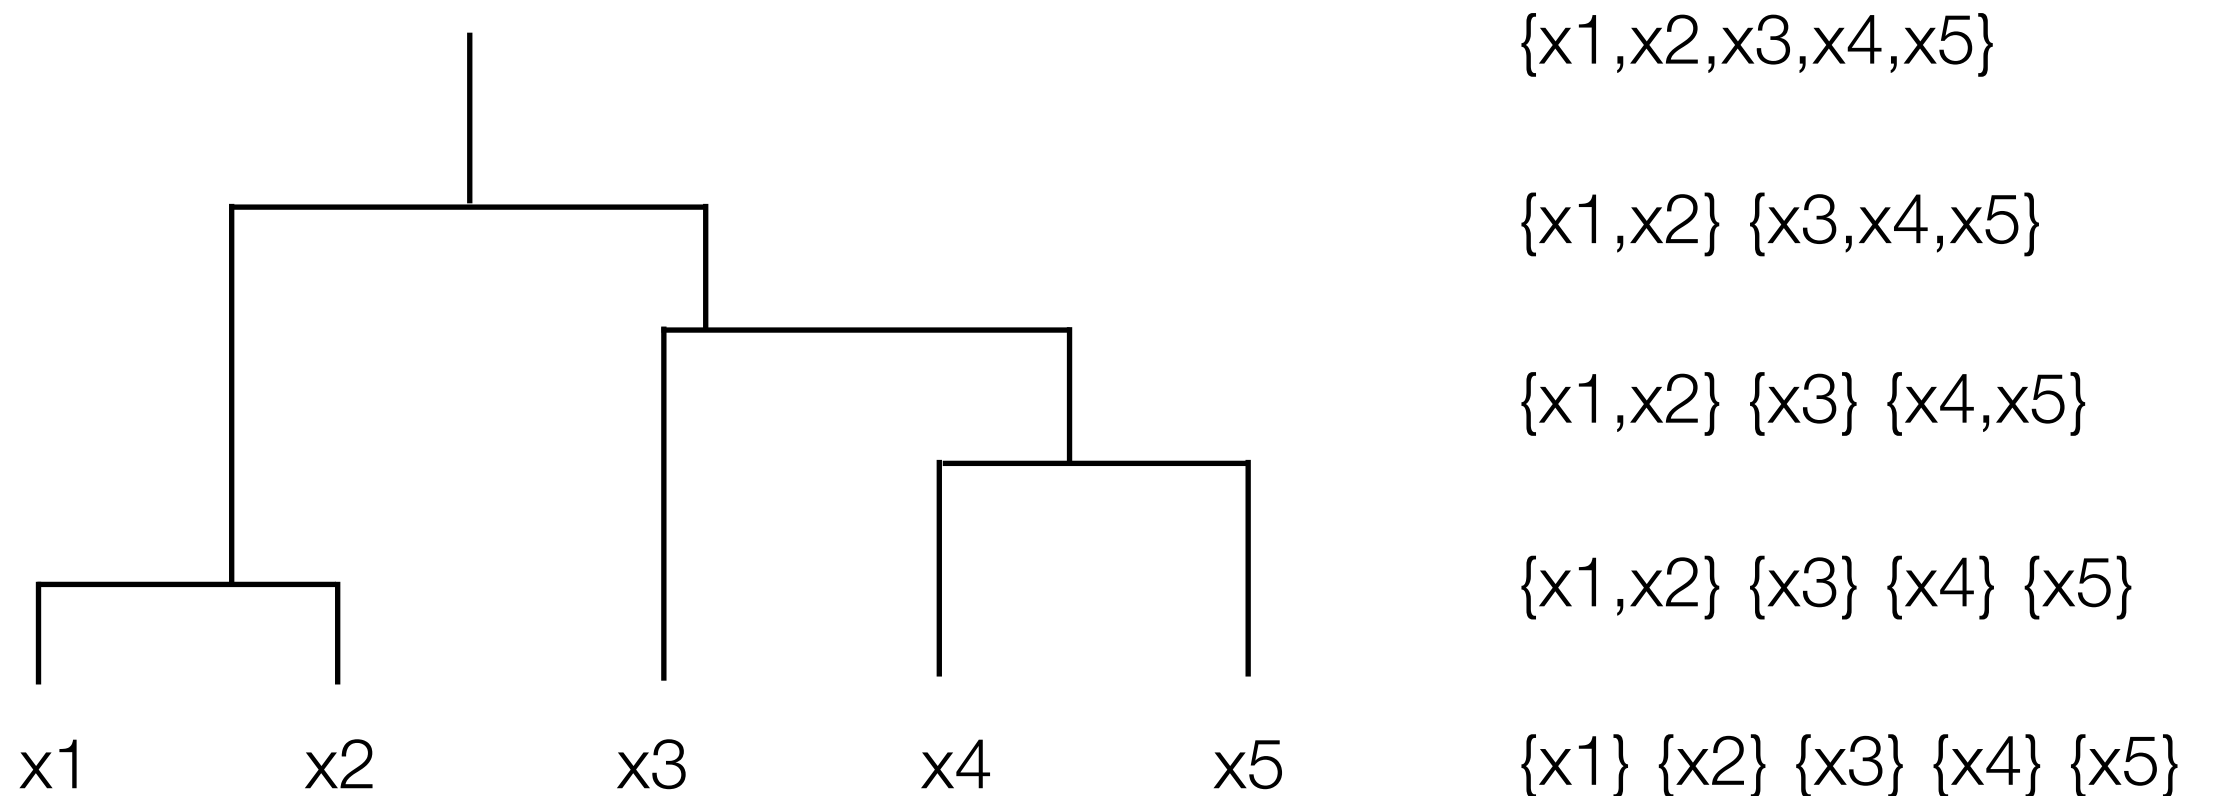 {x1,x2,x3,x4,x5}
{x1,x2} {x3,x4,x5}
{x1,x2} {x3} {x4,x5}
{x1,x2} {x3} {x4} {x5}
x1 x2 x3 x4 x5 {x1} {x2} {x3} {x4} {x5}